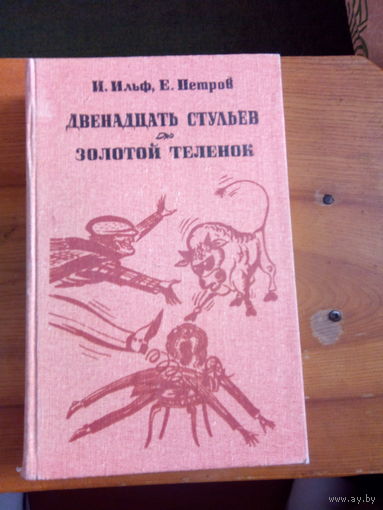 И. Ильф, Е. Петров
ДВЕНАДЦАТЬ СТУЛЬЕВ
ЗОЛОТОЙ ТЕЛЕНОК
www.ay.by